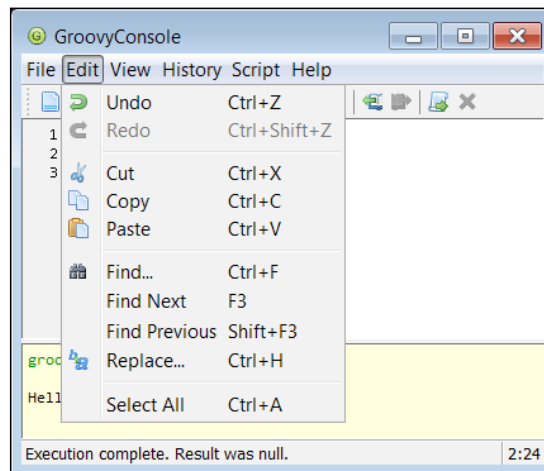 GroovyConsole
File Edit View History Script Help
Undo Ctrl+Z
1 Redo Ctrl+Shift+Z
2
3 Cut Ctrl+X
Copy Ctrl+C
Paste Ctrl+V
Find... Ctrl+F
Find Next F3
Find Previous Shift+F3
groo Replace... Ctrl+H
Hell Select All Ctrl+A
Execution complete. Result was null. 2:24